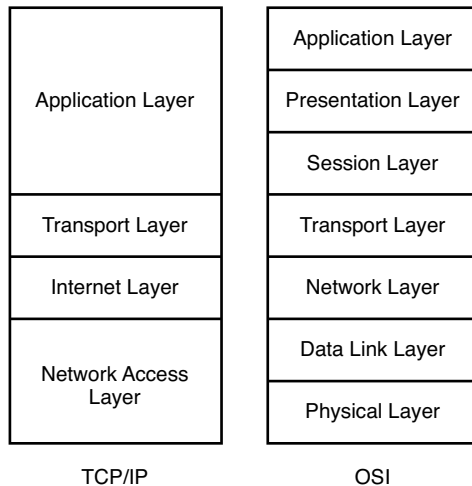 Application Layer
Transport Layer
Internet Layer
Network Access
Layer
TCP/IP
Application Layer
Presentation Layer
Session Layer
Transport Layer
Network Layer
Data Link Layer
Physical Layer
OSI